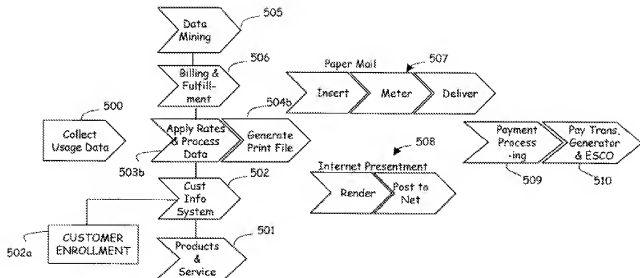 Data
Mining
505
Billing &
Fulfill-
ment
506
Paper Mail
507
Insert
Meter
Deliver
500
Collect
Usage Data
504b
Apply Rates
& Process
Data
Generate
Print File
503b
508
Payment
Process
-ing
Pay Trans.
Generator
& ESCO
509
510
Internet Presentment
Render
Post to
Net
Cust
Info
System
502
502a
CUSTOMER
ENROLLMENT
Products
&
Service
501